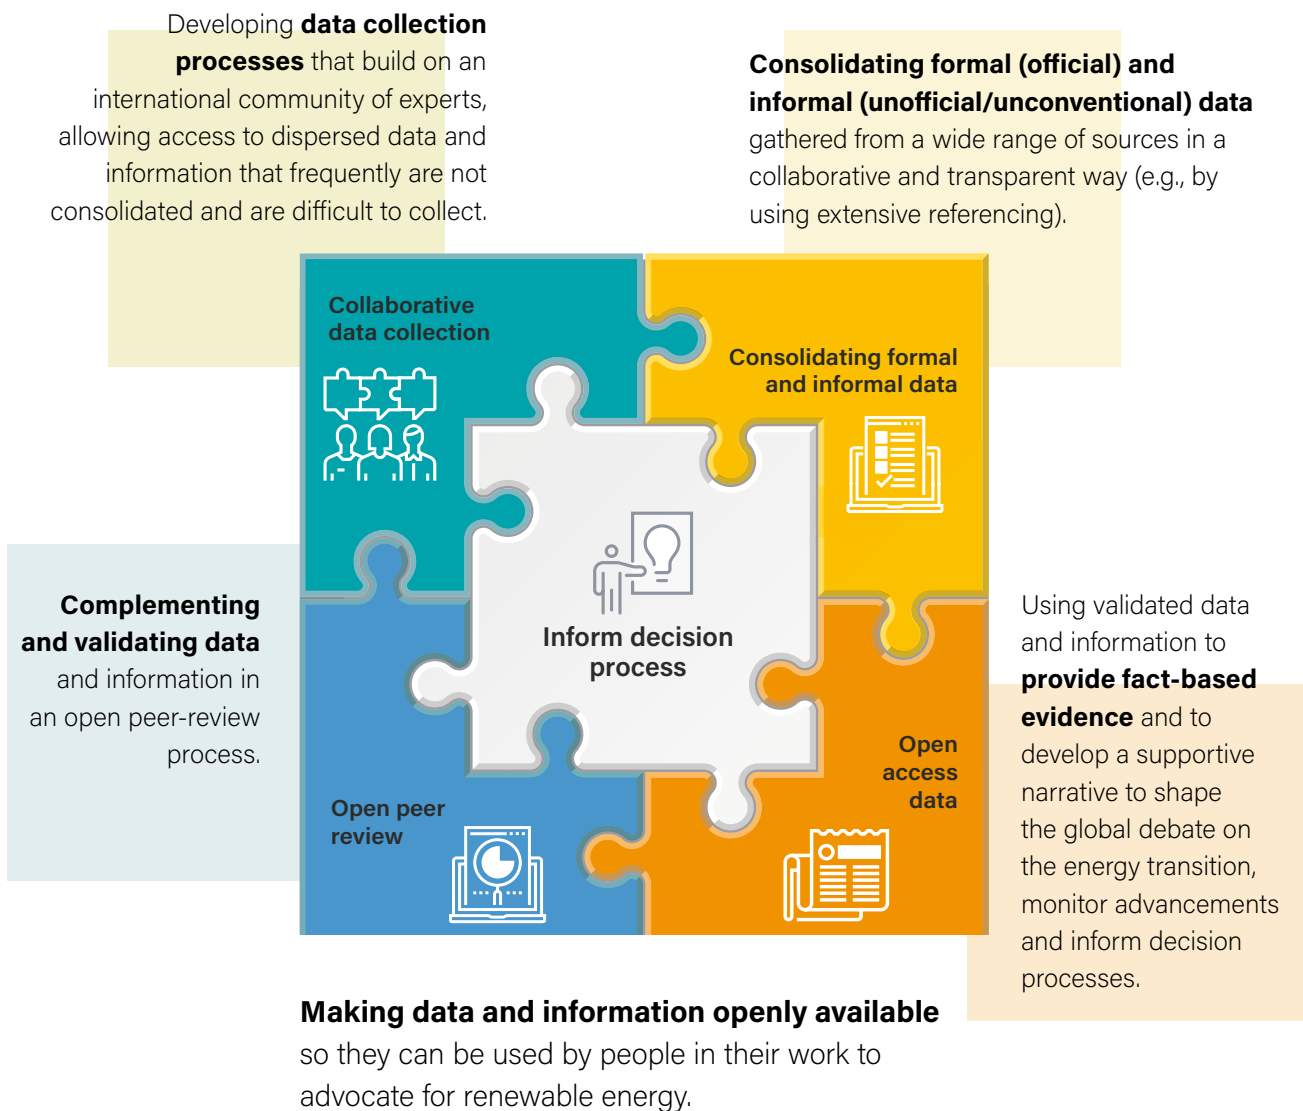 Developing data collection
processes that build on an
international community of experts,
allowing access to dispersed data and
information that frequently are not
consolidated and are difficult to collect.
Consolidating formal (official) and
informal (unofficial/unconventional) data
gathered from a wide range of sources in a
collaborative and transparent way (e.g., by
using extensive referencing).
Collaborative
data collection
Consolidating formal
and informal data
Inform decision
process
Complementing
and validating data
and information in
an open peer-review
process.
Open peer
review
Open
access
data
Using validated data
and information to
provide fact-based
evidence and to
develop a supportive
narrative to shape
the global debate on
the energy transition,
monitor advancements
and inform decision
processes.
Making data and information openly available
so they can be used by people in their work to
advocate for renewable energy.